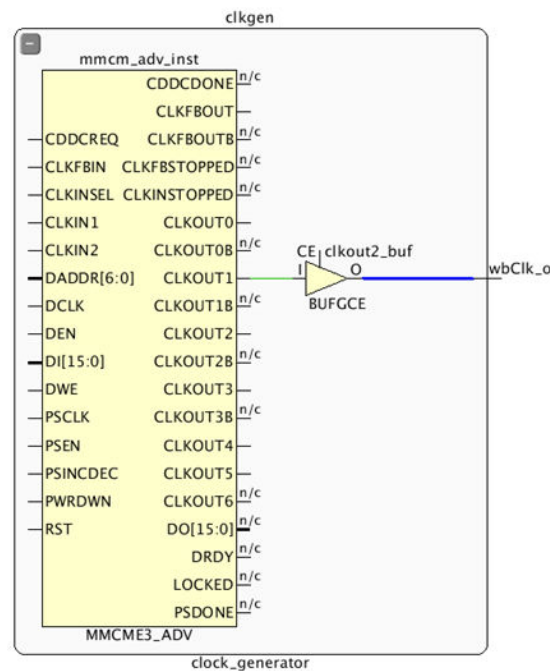 clkgen
mmcm_adv_inst
CDDCDONE n/c
CLKFBOUT
CDDCREQ CLKFBOUTB n/c
CLKFBIN CLKFBSTOPPED n/c
CLKINSEL CLKINSTOPPED n/c
CLKIN1 CLKOUT0
CLKIN2 CLKOUT0B n/c
CE clkout2_buf
DADDR[6:0] CLKOUT1 I O wbClk_o
DCLK CLKOUT1B n/c BUFGCE
DEN CLKOUT2
DI[15:0] CLKOUT2B n/c
DWE CLKOUT3
PSCLK CLKOUT3B n/c
PSEN CLKOUT4
PSINCDEC CLKOUT5
PWRDWN CLKOUT6 n/c
RST DO[15:0] n/c
DRDY n/c
LOCKED n/c
PSDONE n/c
MMCME3_ADV
clock_generator